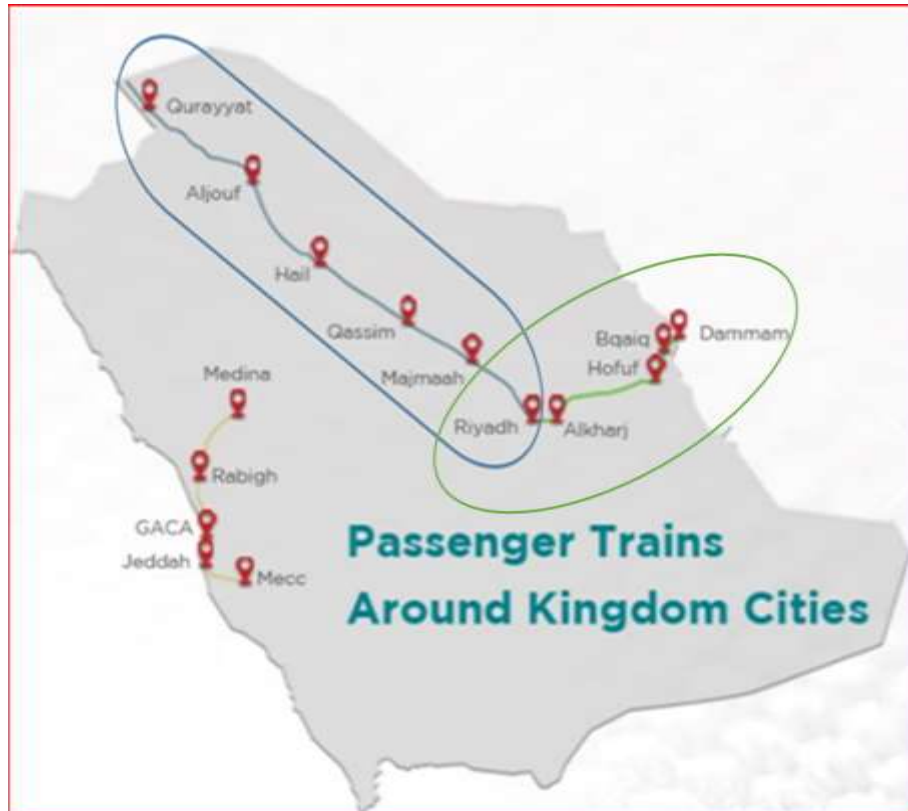 Qurayyat
Aljouf
Hail
Qassim
Majmaah
Bqaiq
Dammam
Hofuf
Riyadh
Alkharj
Medina
Rabigh
GACA
Jeddah
Mecc
Passenger Trains
Around Kingdom Cities